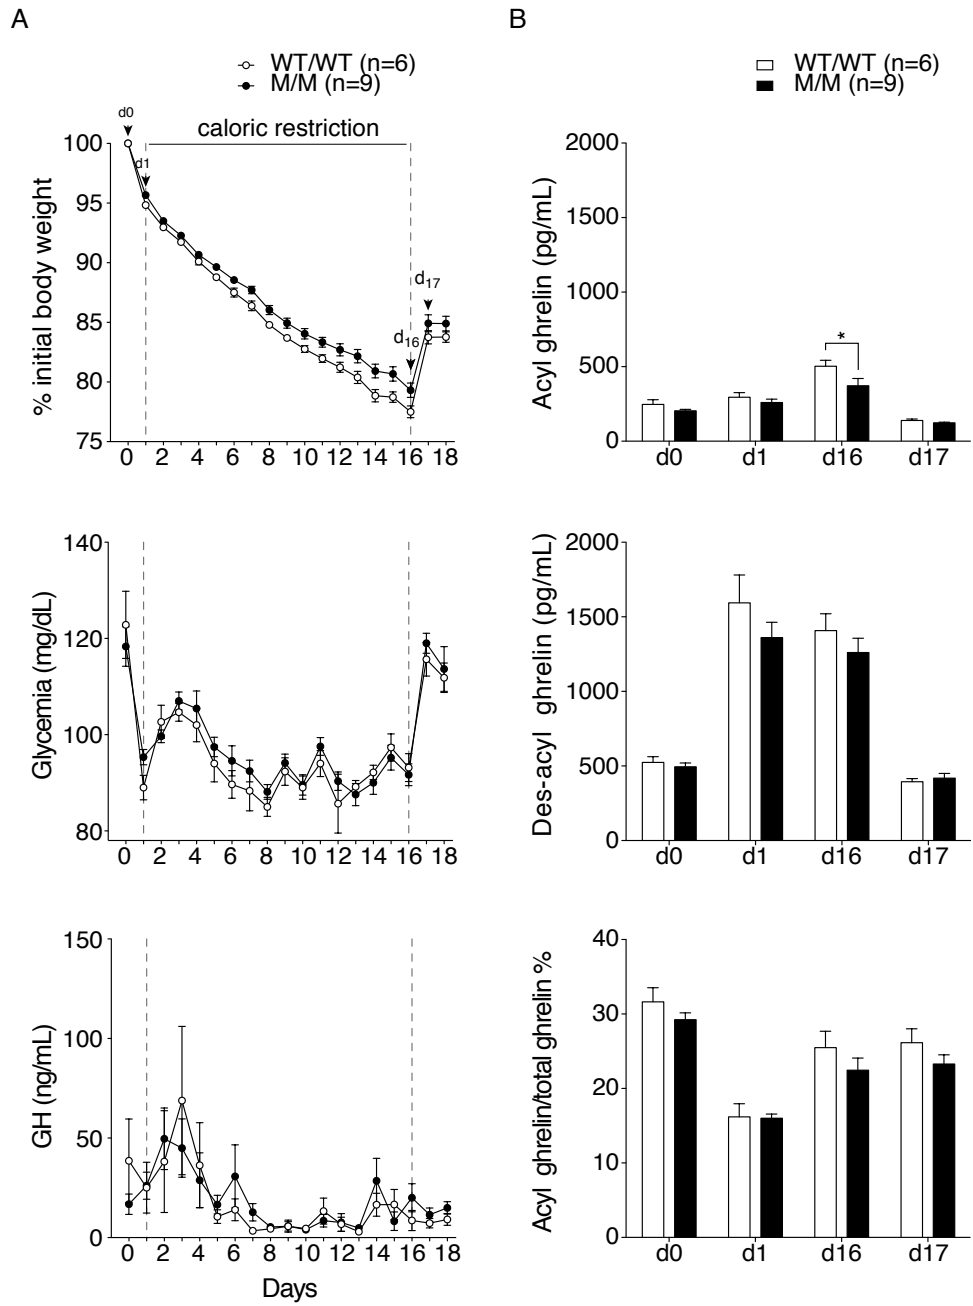 A
WT/WT (n=6)
M/M (n=9)
d0
caloric restriction
d1
d17
d16
% initial body weight
100
95
90
85
80
75
0 2 4 6 8 10 12 14 16 18
Glycemia (mg/dL)
140
120
100
80
0 2 4 6 8 10 12 14 16 18
GH (ng/mL)
150
100
50
0
0 2 4 6 8 10 12 14 16 18
Days
B
WT/WT (n=6)
M/M (n=9)
Acyl ghrelin (pg/mL)
2000
1500
1000
500
0
*
d0 d1 d16 d17
Des-acyl ghrelin (pg/mL)
2000
1500
1000
500
0
d0 d1 d16 d17
Acyl ghrelin/total ghrelin %
40
30
20
10
0
d0 d1 d16 d17